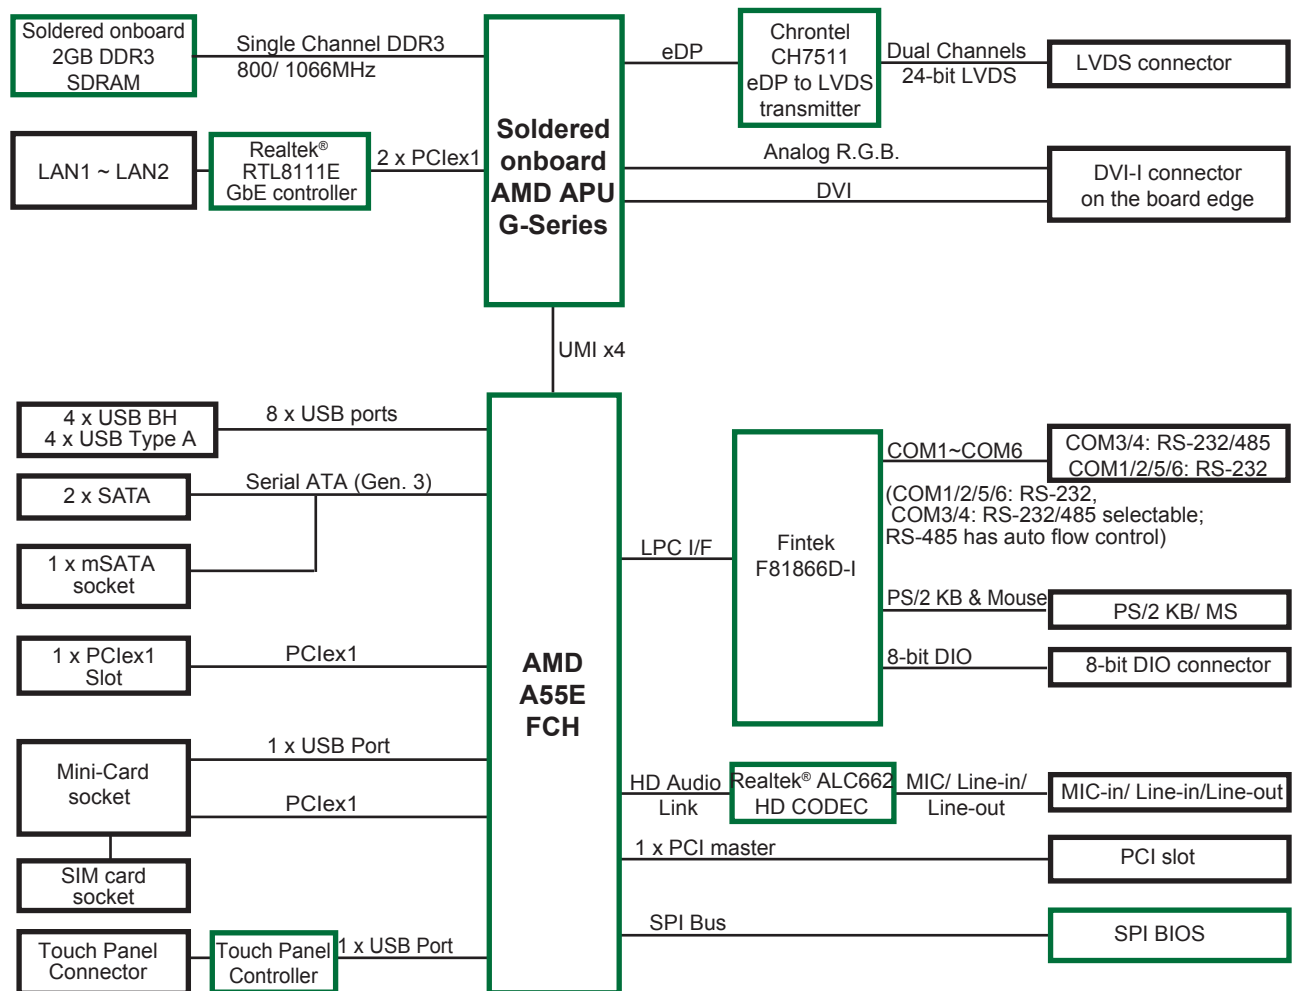 Soldered onboard
2GB DDR3
SDRAM
Single Channel DDR3
800/ 1066MHz
LAN1 ~ LAN2
Realtek®
RTL8111E
GbE controller
2 x PCIex1
Soldered
onboard
AMD APU
G-Series
eDP
Chrontel
CH7511
eDP to LVDS
transmitter
Dual Channels
24-bit LVDS
LVDS connector
Analog R.G.B.
DVI
DVI-I connector
on the board edge
UMI x4
4 x USB BH
4 x USB Type A
8 x USB ports
2 x SATA
Serial ATA (Gen. 3)
1 x mSATA
socket
1 x PCIex1
Slot
PCIex1
Mini-Card
socket
1 x USB Port
PCIex1
SIM card
socket
Touch Panel
Connector
Touch Panel
Controller
1 x USB Port
AMD
A55E
FCH
LPC I/F
Fintek
F81866D-I
COM1~COM6
(COM1/2/5/6: RS-232,
COM3/4: RS-232/485 selectable;
RS-485 has auto flow control)
COM3/4: RS-232/485
COM1/2/5/6: RS-232
PS/2 KB & Mouse
PS/2 KB/ MS
8-bit DIO
8-bit DIO connector
HD Audio
Link
Realtek® ALC662
HD CODEC
MIC/ Line-in/
Line-out
MIC-in/ Line-in/Line-out
1 x PCI master
PCI slot
SPI Bus
SPI BIOS